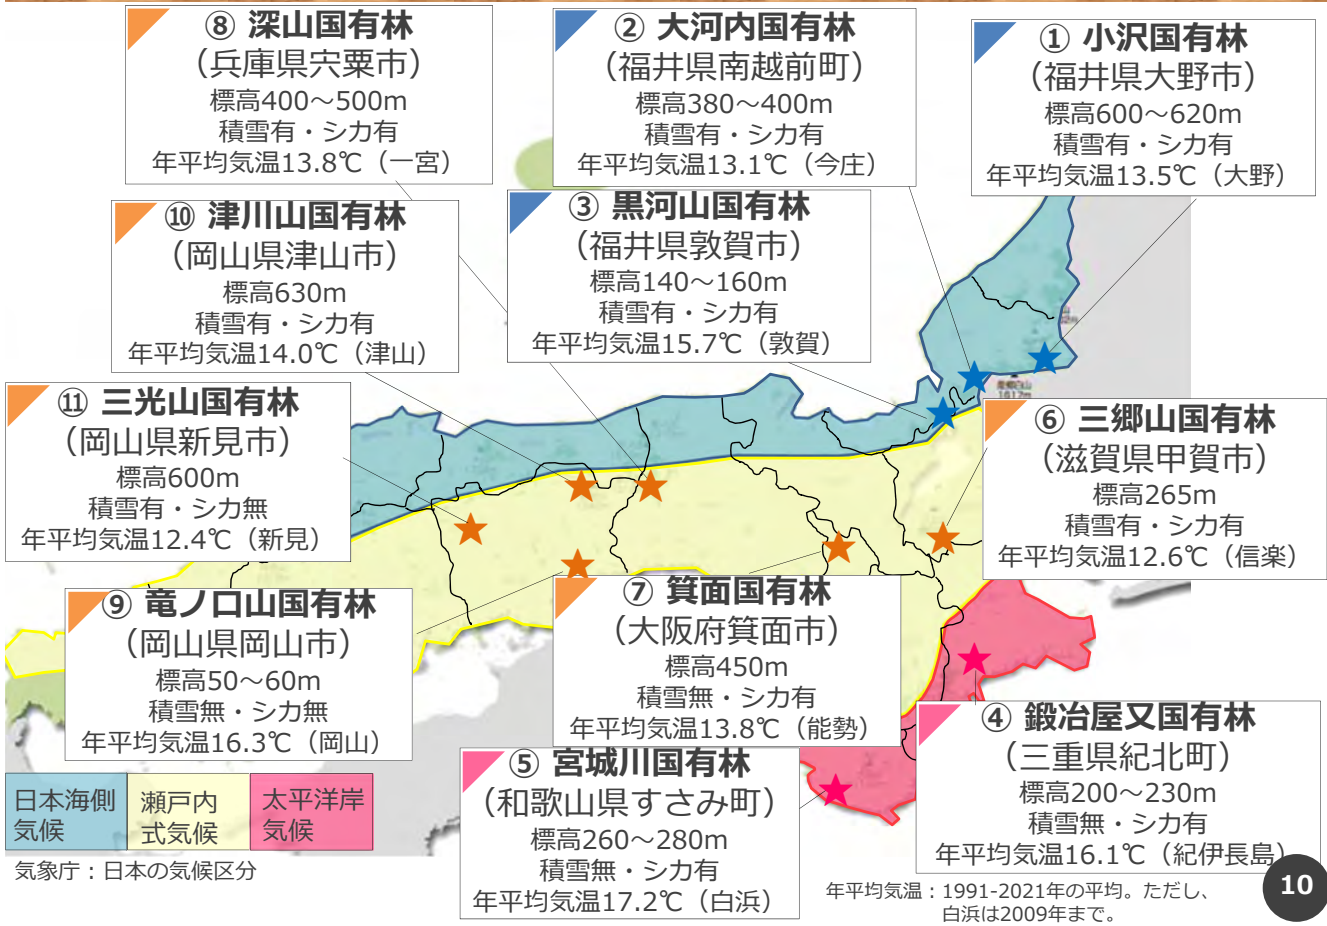 ⑧ 深山国有林
（兵庫県宍粟市）
標高400～500m
積雪有・シカ有
年平均気温13.8℃（一宮）
② 大河内国有林
（福井県南越前町）
標高380～400m
積雪有・シカ有
年平均気温13.1℃（今庄）
① 小沢国有林
（福井県大野市）
標高600～620m
積雪有・シカ有
年平均気温13.5℃（大野）
⑩ 津川山国有林
（岡山県津山市）
標高630m
積雪有・シカ有
年平均気温14.0℃（津山）
③ 黒河山国有林
（福井県敦賀市）
標高140～160m
積雪有・シカ有
年平均気温15.7℃（敦賀）
⑪ 三光山国有林
（岡山県新見市）
標高600m
積雪有・シカ無
年平均気温12.4℃（新見）
⑥ 三郷山国有林
（滋賀県甲賀市）
標高265m
積雪有・シカ有
年平均気温12.6℃（信楽）
⑨ 竜ノ口山国有林
（岡山県岡山市）
標高50～60m
積雪無・シカ無
年平均気温16.3℃（岡山）
⑦ 箕面国有林
（大阪府箕面市）
標高450m
積雪無・シカ有
年平均気温13.8℃（能勢）
④ 鍛冶屋又国有林
（三重県紀北町）
標高200～230m
積雪無・シカ有
年平均気温16.1℃（紀伊長島）
⑤ 宮城川国有林
（和歌山県すさみ町）
標高260～280m
積雪無・シカ有
年平均気温17.2℃（白浜）
日本海側
気候
瀬戸内
式気候
太平洋岸
気候
気象庁：日本の気候区分
年平均気温：1991-2021年の平均。ただし、
白浜は2009年まで。
10